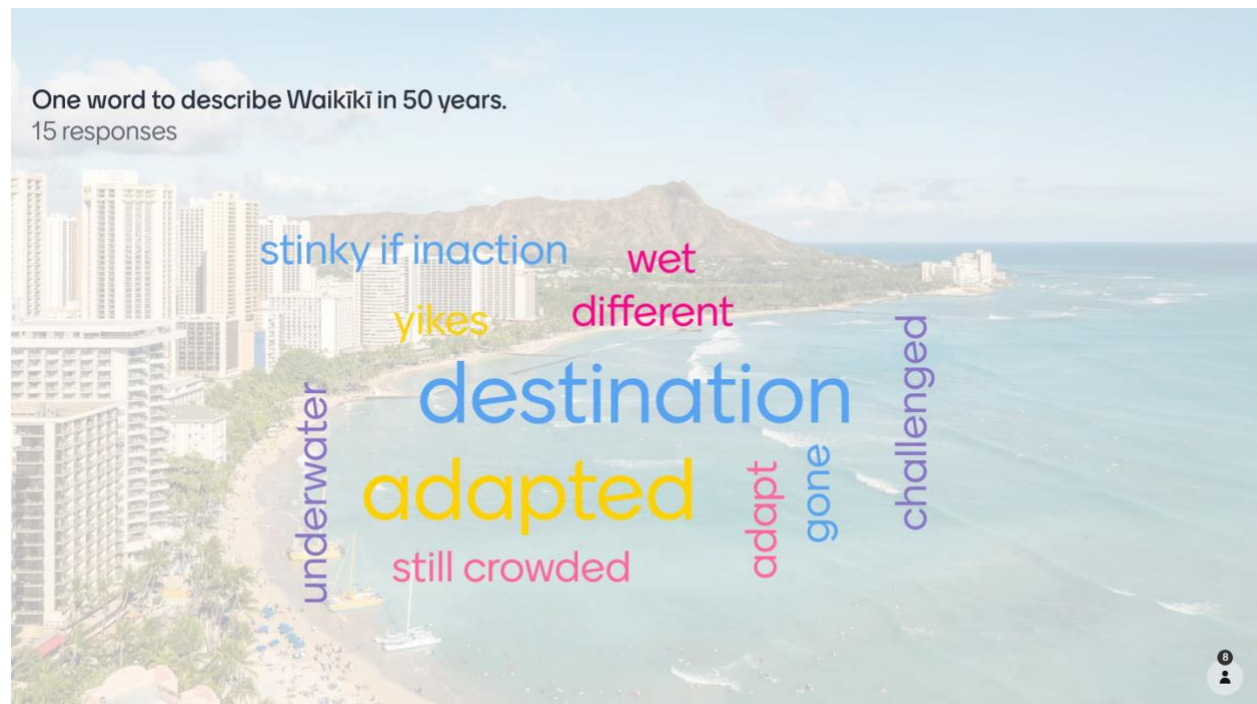 One word to describe Waikīkī in 50 years.
15 responses
stinky if inaction
wet
yikes
different
destination
challenged
underwater
adapted
adapt
gone
still crowded
8